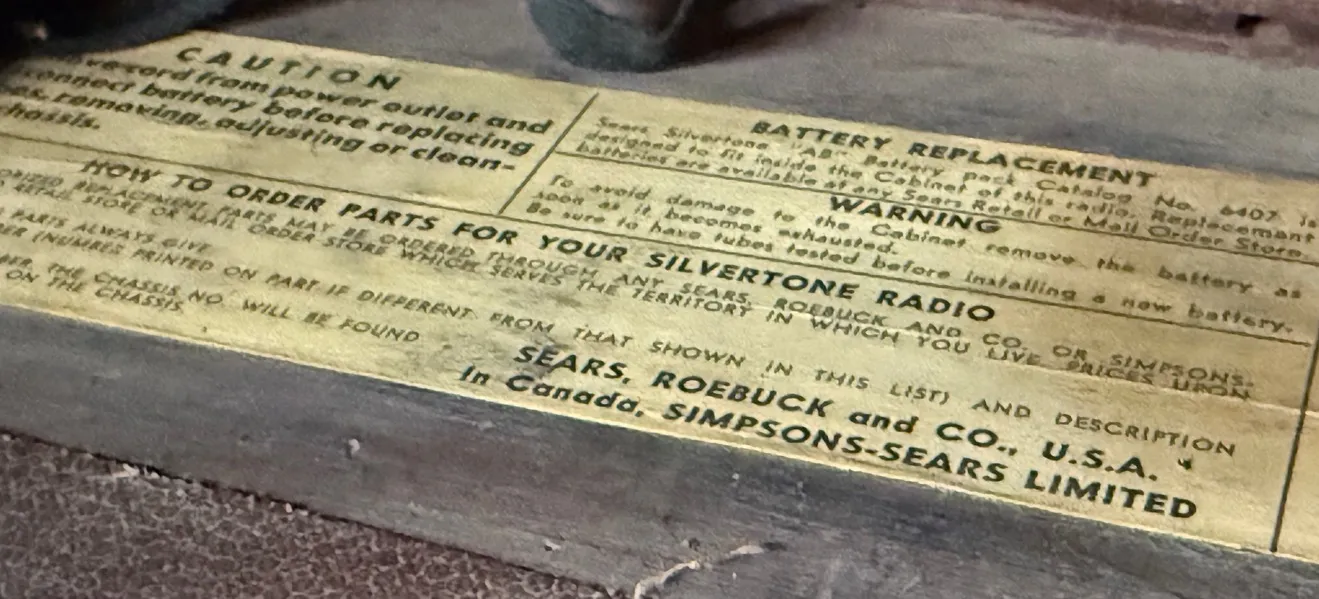 CAUTION
cord from power outlet and
connect battery before replacing
removing, adjusting or clean-
hassis.
BATTERY REPLACEMENT
Sears Silvertone "AB" Battery Pack Catalog No. 6407 is
designed to fit inside the Cabinet of this radio. Replacement
batteries are available at any Sears Retail or Mail Order Store.
WARNING
To avoid damage to the Cabinet remove the battery as
soon as it becomes exhausted.
Be sure to have tubes tested before installing a new battery.
HOW TO ORDER PARTS FOR YOUR SILVERTONE RADIO
ORIZED REPLACEMENT PARTS MAY BE ORDERED THROUGH ANY SEARS, ROEBUCK AND CO. OR SIMPSONS-
RETAIL STORE OR MAIL ORDER STORE WHICH SERVES THE TERRITORY IN WHICH YOU LIVE PRICES UPON
PARTS ALWAYS GIVE
BER (NUMBER PRINTED ON PART IF DIFFERENT FROM THAT SHOWN IN THIS LIST) AND DESCRIPTION
BER. THE CHASSIS NO. WILL BE FOUND
ON THE CHASSIS
SEARS, ROEBUCK and CO., U.S.A.
In Canada, SIMPSONS-SEARS LIMITED